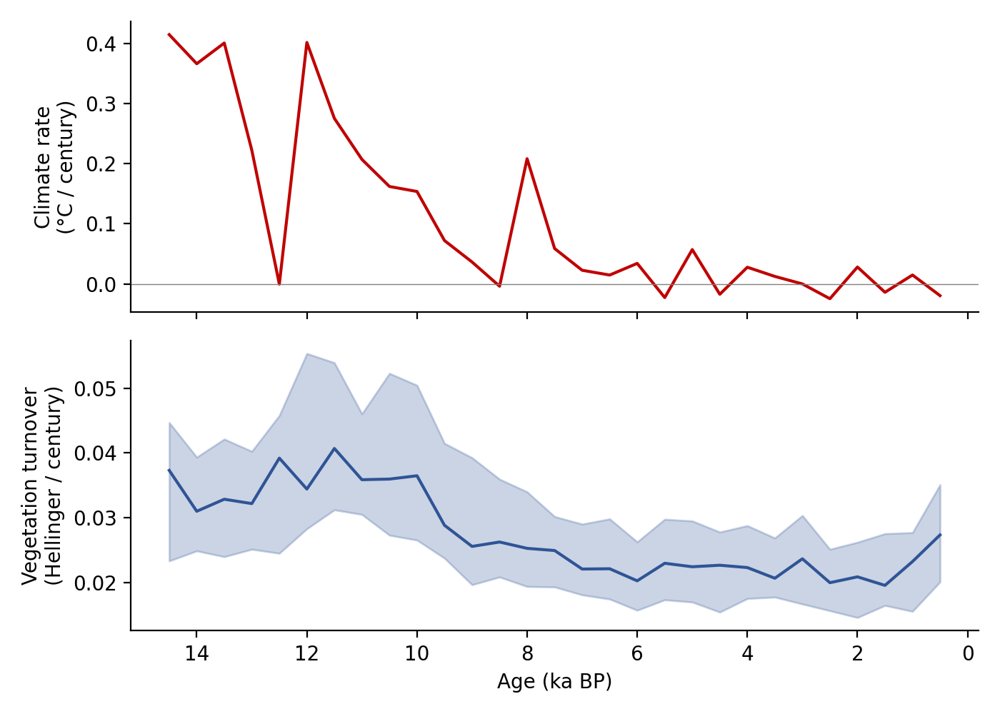 Climate rate
(°C / century)
0.4
0.3
0.2
0.1
0.0
Vegetation turnover
(Hellinger / century)
0.05
0.04
0.03
0.02
14 12 10 8 6 4 2 0
Age (ka BP)